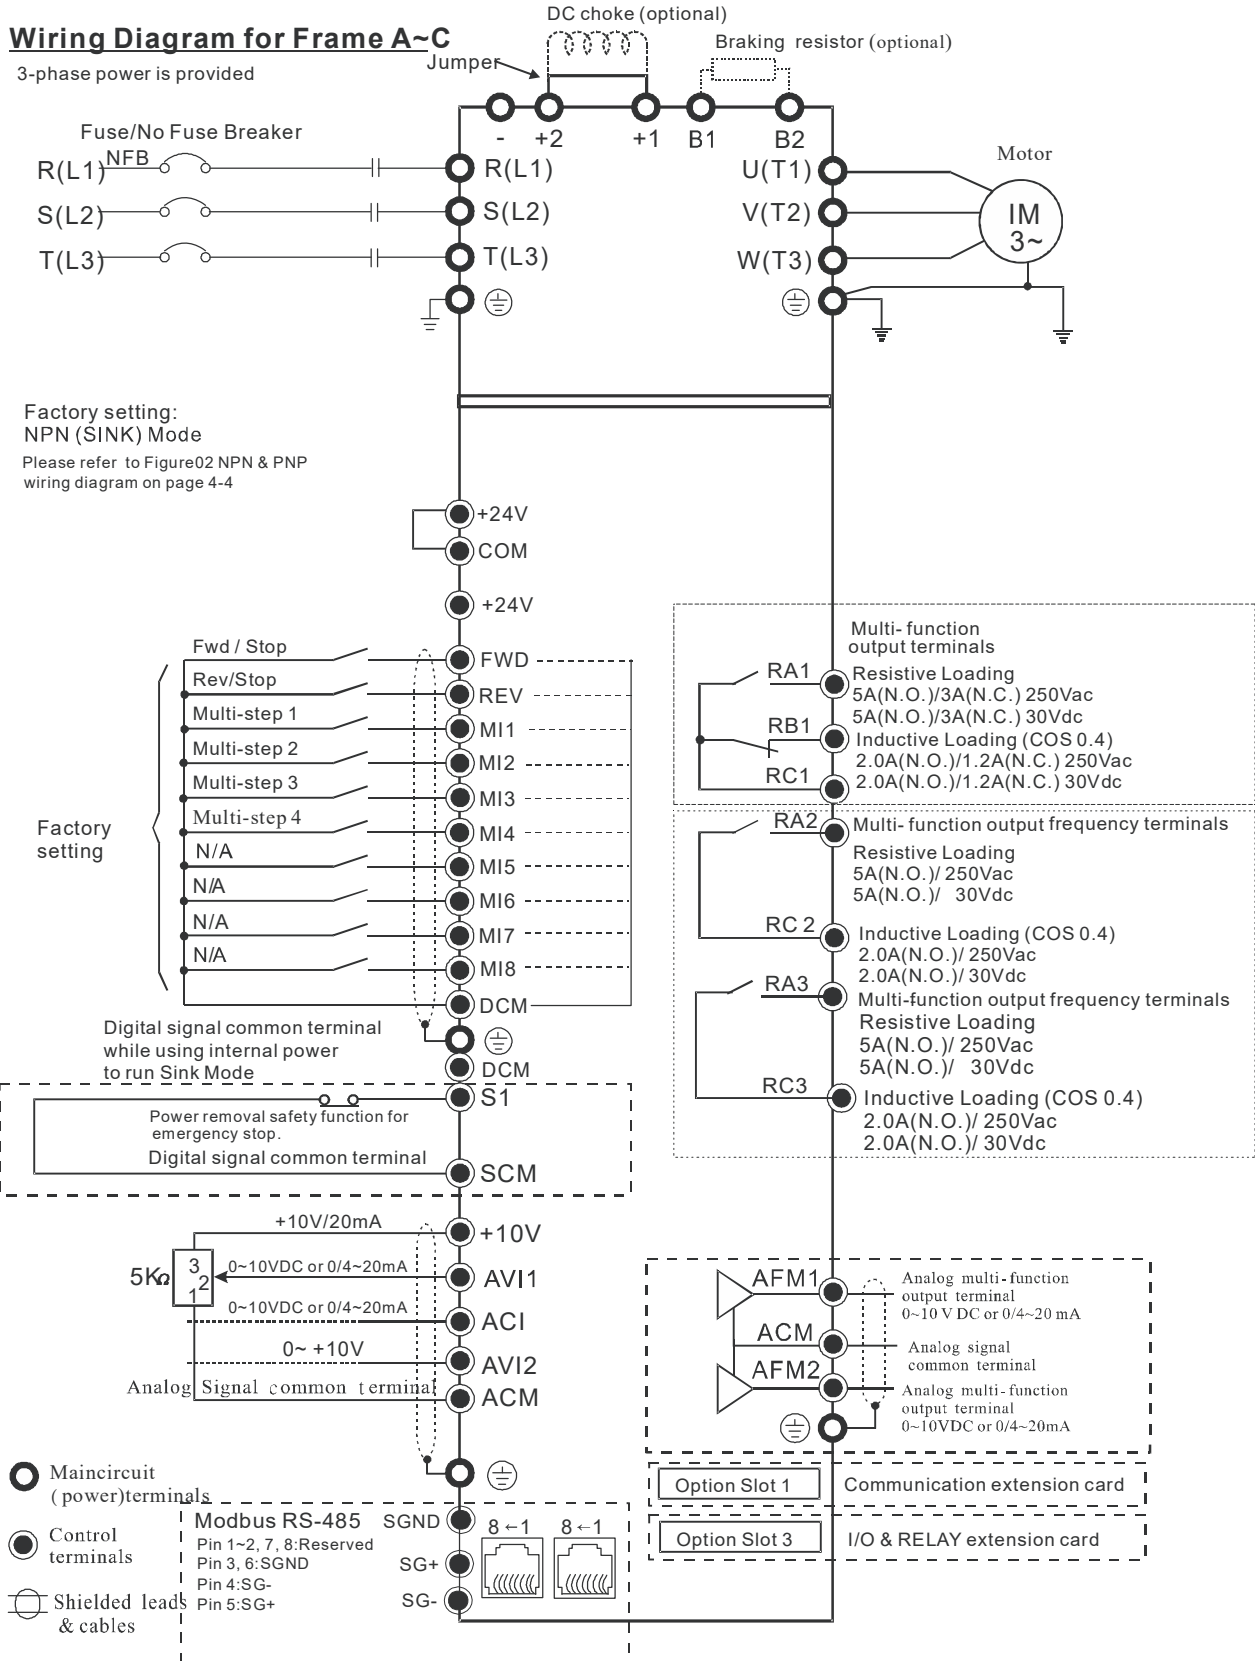 DC choke (optional)
Wiring Diagram for Frame A~C
Braking resistor (optional)
Jumper
3-phase power is provided
- +2 +1 B1 B2
Fuse/No Fuse Breaker
NFB
R(L1) R(L1) U(T1)
Motor
S(L2) S(L2) V(T2)
IM
3~
T(L3) T(L3) W(T3)
Factory setting:
NPN (SINK) Mode
Please refer to Figure02 NPN & PNP
wiring diagram on page 4-4
+24V
COM
+24V
Fwd / Stop FWD
Rev/Stop REV
Multi-step 1 MI1
Multi-step 2 MI2
Multi-step 3 MI3
Multi-step 4 MI4
N/A MI5
N/A MI6
N/A MI7
N/A MI8
Factory
setting
DCM
Digital signal common terminal
while using internal power
to run Sink Mode
DCM
S1
Power removal safety function for
emergency stop.
Digital signal common terminal
SCM
Multi-function
output terminals
RA1 Resistive Loading
5A(N.O.)/3A(N.C.) 250Vac
5A(N.O.)/3A(N.C.) 30Vdc
RB1 Inductive Loading (COS 0.4)
2.0A(N.O.)/1.2A(N.C.) 250Vac
RC1 2.0A(N.O.)/1.2A(N.C.) 30Vdc
RA2 Multi-function output frequency terminals
Resistive Loading
5A(N.O.)/ 250Vac
5A(N.O.)/ 30Vdc
RC 2 Inductive Loading (COS 0.4)
2.0A(N.O.)/ 250Vac
2.0A(N.O.)/ 30Vdc
RA3 Multi-function output frequency terminals
Resistive Loading
5A(N.O.)/ 250Vac
5A(N.O.)/ 30Vdc
RC3 Inductive Loading (COS 0.4)
2.0A(N.O.)/ 250Vac
2.0A(N.O.)/ 30Vdc
+10V/20mA +10V
5KΩ
3
2
1
0~10VDC or 0/4~20mA AVI1
0~10VDC or 0/4~20mA ACI
0~ +10V AVI2
Analog Signal common terminal ACM
AFM1 Analog multi-function
output terminal
0~10 V DC or 0/4~20 mA
ACM Analog signal
common terminal
AFM2 Analog multi-function
output terminal
0~10VDC or 0/4~20mA
Option Slot 1 Communication extension card
Option Slot 3 I/O & RELAY extension card
Maincircuit
(power)terminals
Control
terminals
Shielded leads
& cables
Modbus RS-485
Pin 1~2, 7, 8:Reserved
Pin 3, 6:SGND
Pin 4:SG-
Pin 5:SG+
SGND
SG+
SG-
8←1 8←1